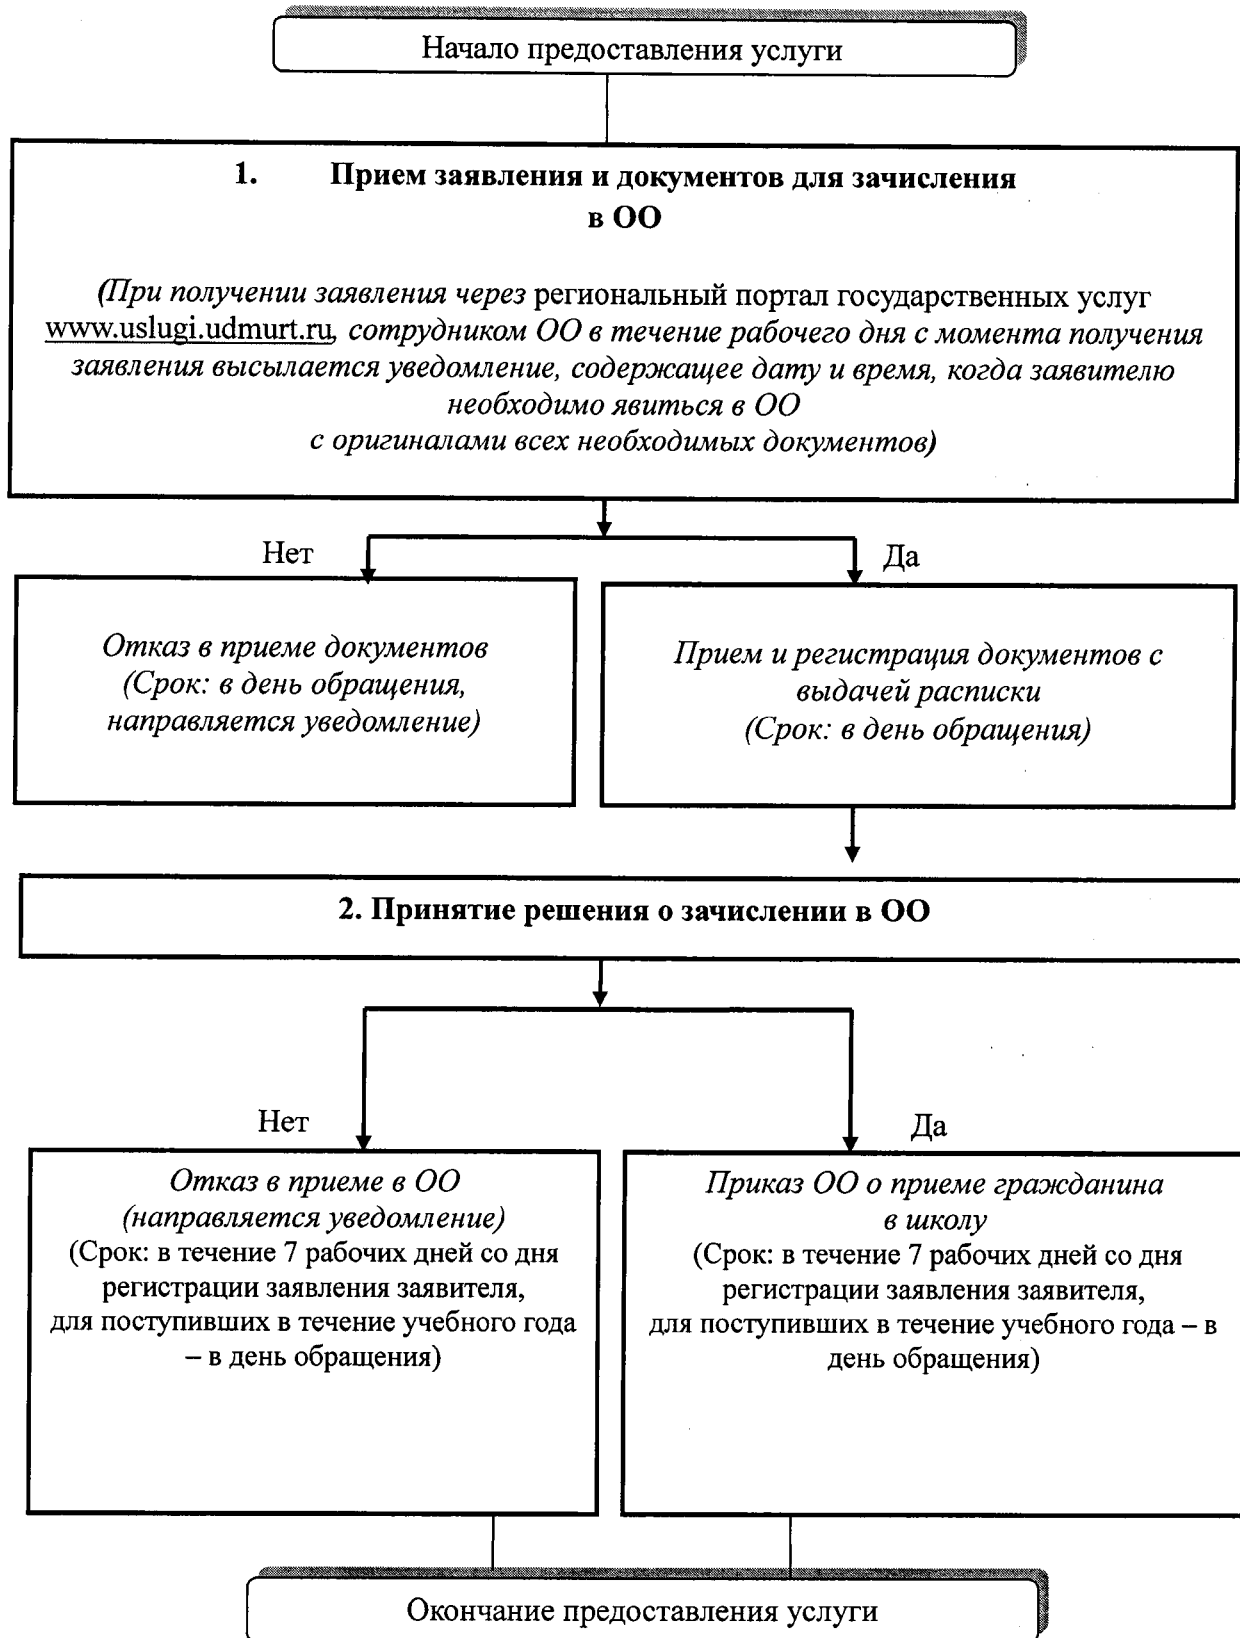 Начало предоставления услуги
1. Прием заявления и документов для зачисления
в ОО
(При получении заявления через региональный портал государственных услуг
www.uslugi.udmurt.ru, сотрудником ОО в течение рабочего дня с момента получения
заявления высылается уведомление, содержащее дату и время, когда заявителю
необходимо явиться в ОО
с оригиналами всех необходимых документов)
Нет
Да
Отказ в приеме документов
(Срок: в день обращения,
направляется уведомление)
Прием и регистрация документов с
выдачей расписки
(Срок: в день обращения)
2. Принятие решения о зачислении в ОО
Нет
Да
Отказ в приеме в ОО
(направляется уведомление)
(Срок: в течение 7 рабочих дней со дня
регистрации заявления заявителя,
для поступивших в течение учебного года
– в день обращения)
Приказ ОО о приеме гражданина
в школу
(Срок: в течение 7 рабочих дней со дня
регистрации заявления заявителя,
для поступивших в течение учебного года – в
день обращения)
Окончание предоставления услуги